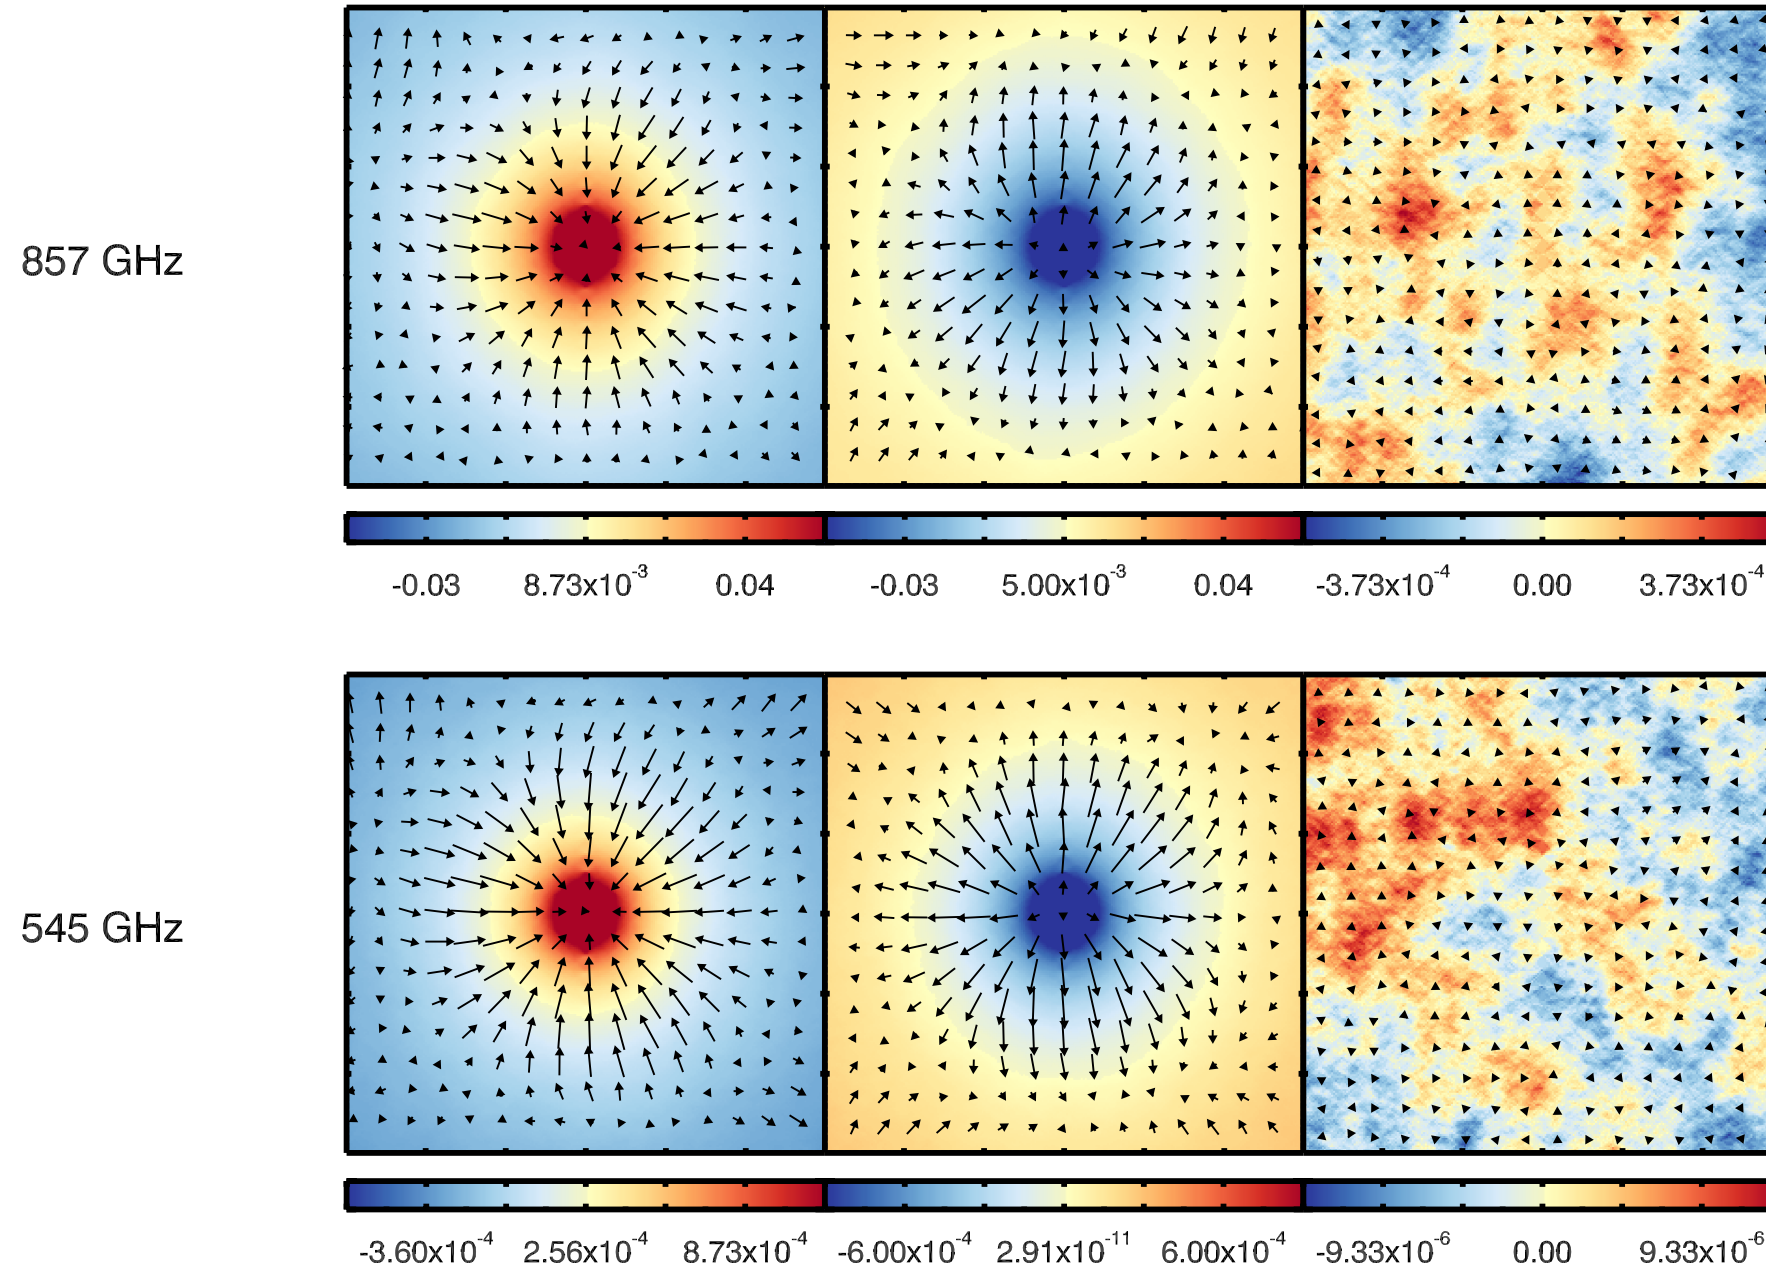 857 GHz
-0.03 8.73x10⁻³ 0.04 -0.03 5.00x10⁻³ 0.04 -3.73x10⁻⁴ 0.00 3.73x10⁻⁴
545 GHz
-3.60x10⁻⁴ 2.56x10⁻⁴ 8.73x10⁻⁴ -6.00x10⁻⁴ 2.91x10⁻¹¹ 6.00x10⁻⁴ -9.33x10⁻⁶ 0.00 9.33x10⁻⁶